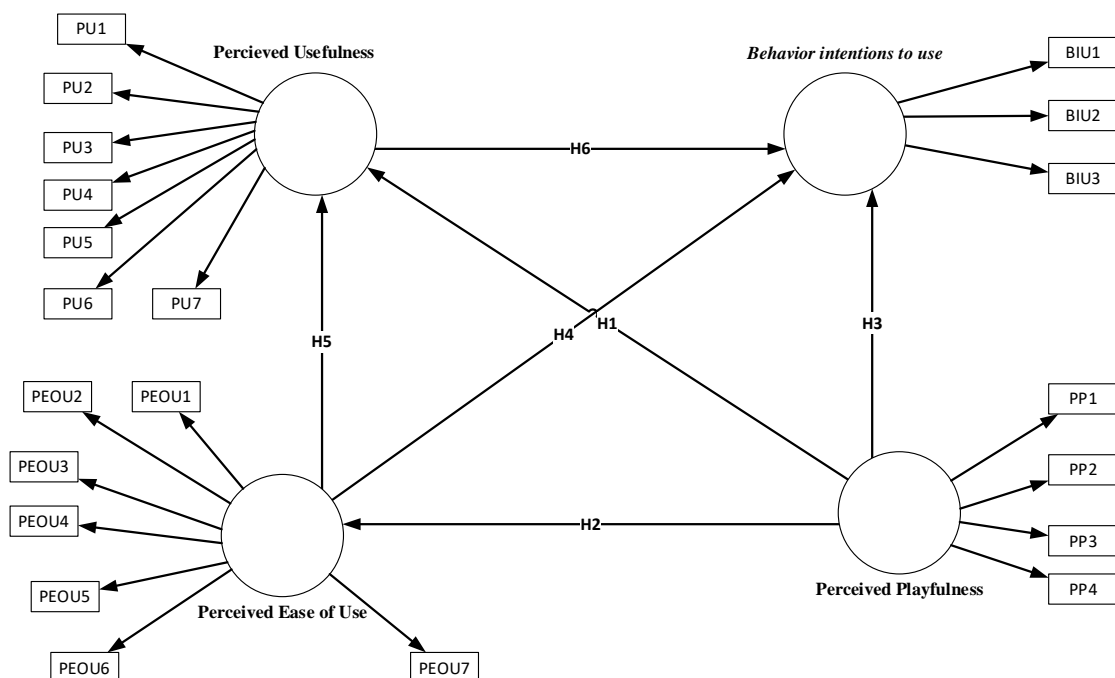 PU1
Percieved Usefulness
Behavior intentions to use
BIU1
PU2
BIU2
PU3
H6
PU4
BIU3
PU5
PU6
PU7
H4
H1
H5
H3
PEOU2
PEOU1
PP1
PEOU3
PP2
PEOU4
H2
PP3
PEOU5
Perceived Ease of Use
Perceived Playfulness
PP4
PEOU6
PEOU7